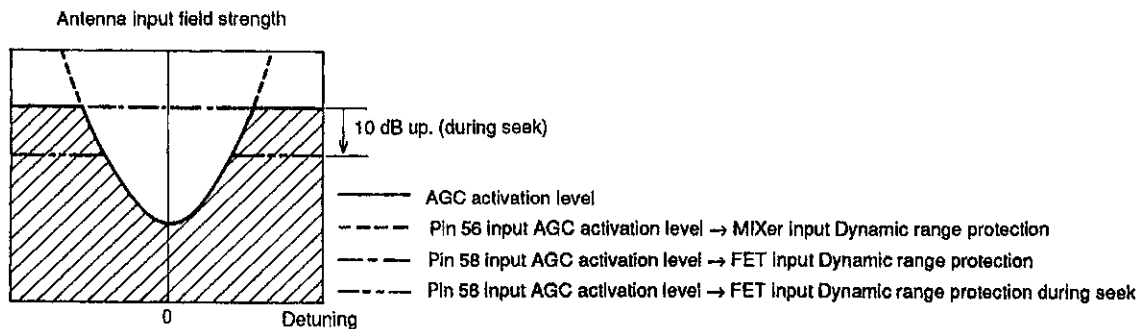 Antenna input field strength
10 dB up. (during seek)
AGC activation level
Pin 56 input AGC activation level → MIXer input Dynamic range protection
Pin 58 input AGC activation level → FET input Dynamic range protection
Pin 58 input AGC activation level → FET input Dynamic range protection during seek
0 Detuning